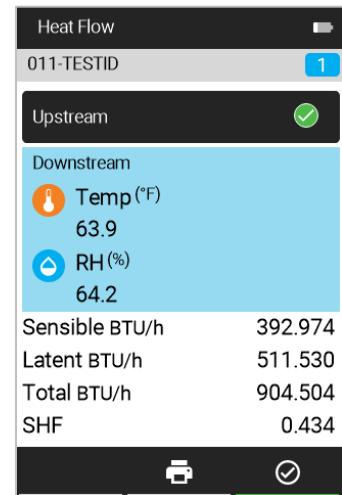 Heat Flow
011-TESTID 1
Upstream
Downstream
Temp (°F)
63.9
RH (%)
64.2
Sensible BTU/h 392.974
Latent BTU/h 511.530
Total BTU/h 904.504
SHF 0.434